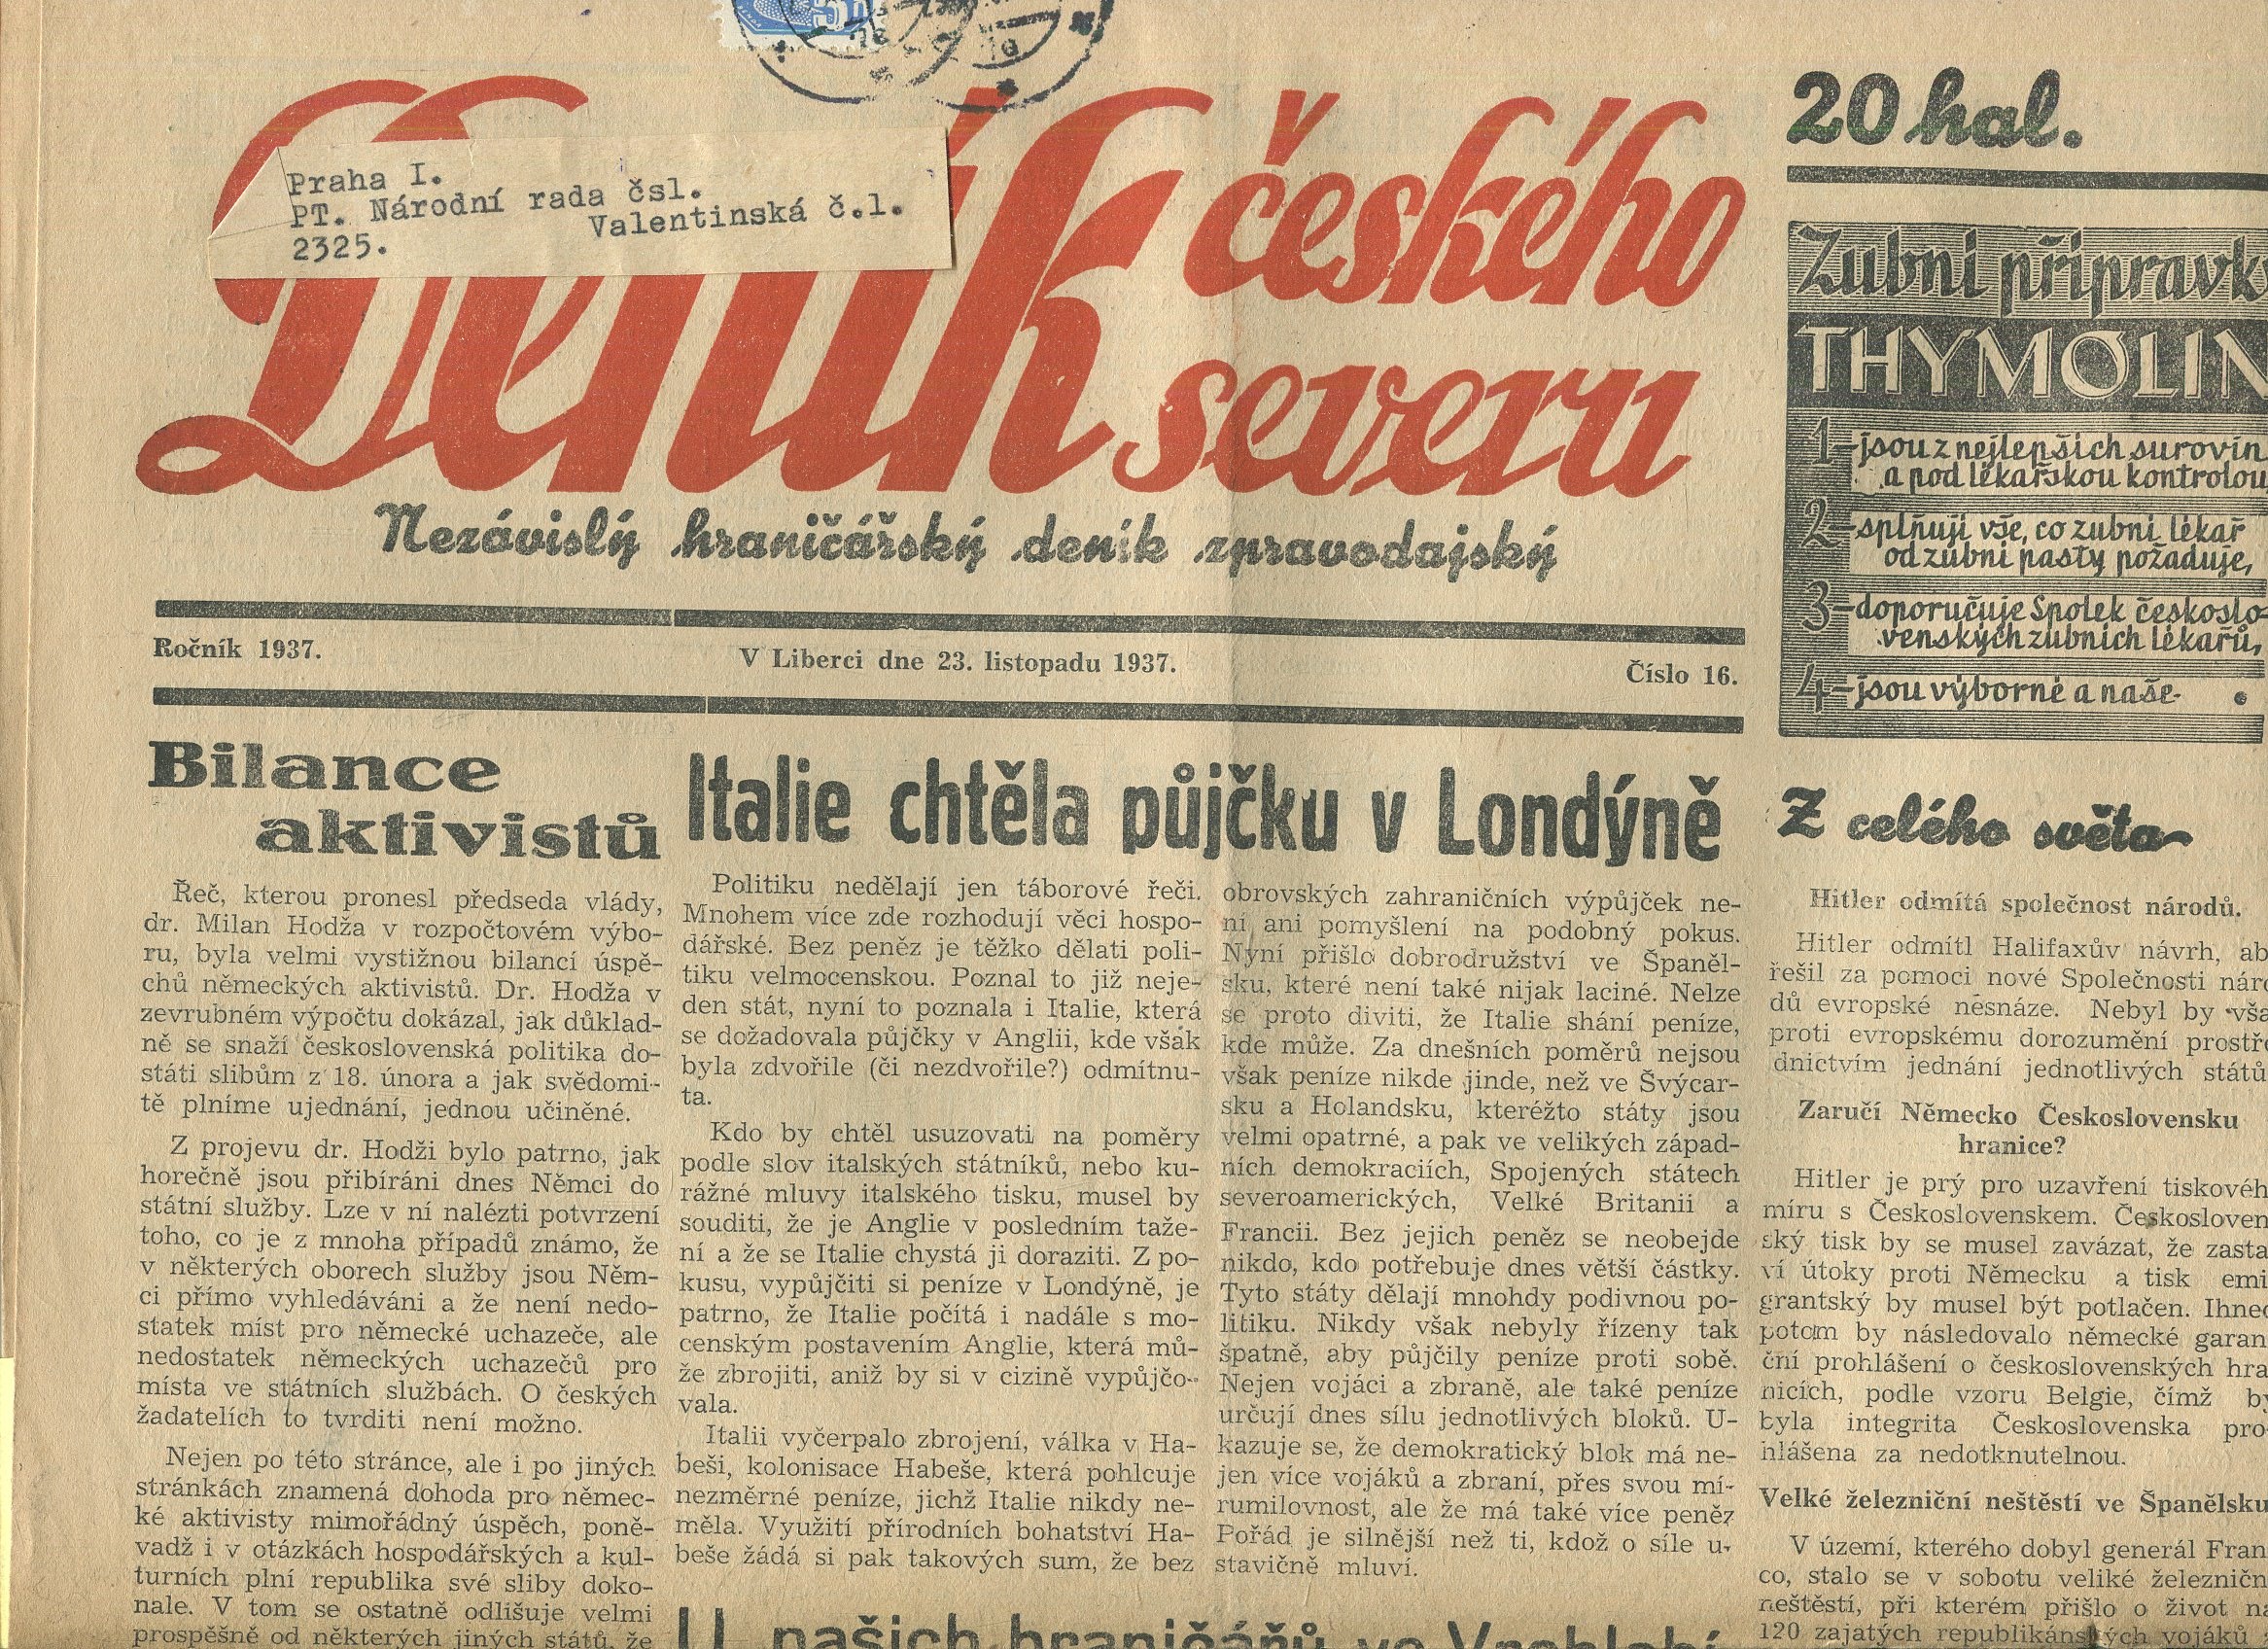 5h
Deník českého
severu
Praha I.
PT. Národní rada čsl.
Valentinská č.l.
2325.
Nezávislý hraničářský deník zpravodajský
20 hal.
Zubní přípravky
THYMOLIN
1-jsou z nejlepších surovin
a pod lékařskou kontrolou
2-splňují vše, co zubní lékař
od zubní pasty požaduje,
3-doporučuje Spolek českoslo-
venských zubních lékařů,
4-jsou výborné a naše.
Ročník 1937.
V Liberci dne 23. listopadu 1937.
Číslo 16.
Bilance
aktivistů
Řeč, kterou pronesl předseda vlády,
dr. Milan Hodža v rozpočtovém výbo-
ru, byla velmi vystižnou bilancí úspě-
chů německých aktivistů. Dr. Hodža v
zevrubném výpočtu dokázal, jak důklad-
ně se snaží československá politika do-
státi slibům z 18. února a jak svědomi-
tě plníme ujednání, jednou učiněné.
Z projevu dr. Hodži bylo patrno, jak
horečně jsou přibíráni dnes Němci do
státní služby. Lze v ní nalézti potvrzení
toho, co je z mnoha případů známo, že
v některých oborech služby jsou Něm-
ci přímo vyhledáváni a že není nedo-
statek míst pro německé uchazeče, ale
nedostatek německých uchazečů pro
místa ve státních službách. O českých
žadatelích to tvrditi není možno.
Nejen po této stránce, ale i po jiných
stránkách znamená dohoda pro němec-
ké aktivisty mimořádný úspěch, poně-
vadž i v otázkách hospodářských a kul-
turních plní republika své sliby doko-
nale. V tom se ostatně odlišuje velmi
prospěšně od některých jiných států, že
Italie chtěla půjčku v Londýně
Politiku nedělají jen táborové řeči.
Mnohem více zde rozhodují věci hospo-
dářské. Bez peněz je těžko dělati poli-
tiku velmocenskou. Poznal to již neje-
den stát, nyní to poznala i Italie, která
se dožadovala půjčky v Anglii, kde však
byla zdvořile (či nezdvořile?) odmítnu-
ta.
Kdo by chtěl usuzovati na poměry
podle slov italských státníků, nebo ku-
rážné mluvy italského tisku, musel by
souditi, že je Anglie v posledním taže-
ní a že se Italie chystá ji doraziti. Z po-
kusu, vypůjčiti si peníze v Londýně, je
patrno, že Italie počítá i nadále s mo-
cenským postavením Anglie, která mů-
že zbrojiti, aniž by si v cizině vypůjčo-
vala.
Italii vyčerpalo zbrojení, válka v Ha-
beši, kolonisace Habeše, která pohlcuje
nezměrné peníze, jichž Italie nikdy ne-
měla. Využití přírodních bohatství Ha-
beše žádá si pak takových sum, že bez
obrovských zahraničních výpůjček ne-
ní ani pomyšlení na podobný pokus.
Nyní přišlo dobrodružství ve Španěl-
sku, které není také nijak laciné. Nelze
se proto diviti, že Italie shání peníze,
kde může. Za dnešních poměrů nejsou
však peníze nikde jinde, než ve Švýcar-
sku a Holandsku, kteréžto státy jsou
velmi opatrné, a pak ve velikých západ-
ních demokraciích, Spojených státech
severoamerických, Velké Britanii a
Francii. Bez jejich peněz se neobejde
nikdo, kdo potřebuje dnes větší částky.
Tyto státy dělají mnohdy podivnou po-
litiku. Nikdy však nebyly řízeny tak
špatně, aby půjčily peníze proti sobě.
Nejen vojáci a zbraně, ale také peníze
určují dnes sílu jednotlivých bloků. U-
kazuje se, že demokratický blok má ne-
jen více vojáků a zbraní, přes svou mí-
rumilovnost, ale že má také více peněz
Pořád je silnější než ti, kdož o síle u-
stavičně mluví.
U našich hraničářů ve Vrchlabí
Z celého světa
Hitler odmítá společnost národů.
Hitler odmítl Halifaxův návrh, ab
řešil za pomoci nové Společnosti náro
dů evropské nesnáze. Nebyl by vša
proti evropskému dorozumění prostře
dnictvím jednání jednotlivých států
Zaručí Německo Československu
hranice?
Hitler je prý pro uzavření tiskovéh
míru s Československem. Českosloven
ský tisk by se musel zavázat, že zasta
ví útoky proti Německu a tisk emi
grantský by musel být potlačen. Ihned
potom by následovalo německé garan
ční prohlášení o československých hra
nicích, podle vzoru Belgie, čímž by
byla integrita Československa pro-
hlášena za nedotknutelnou.
Velké železniční neštěstí ve Španělsku
V území, kterého dobyl generál Fran
co, stalo se v sobotu veliké železničn
neštěstí, při kterém přišlo o život na
120 zajatých republikánských vojáků